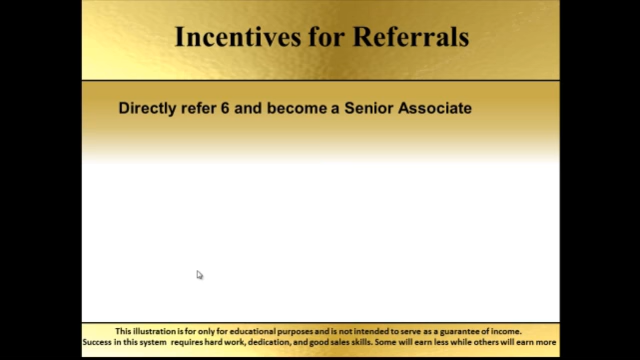 Incentives for Referrals
Directly refer 6 and become a Senior Associate
This illustration is for only for educational purposes and is not intended to serve as a guarantee of income.
Success in this system requires hard work, dedication, and good sales skills. Some will earn less while others will earn more